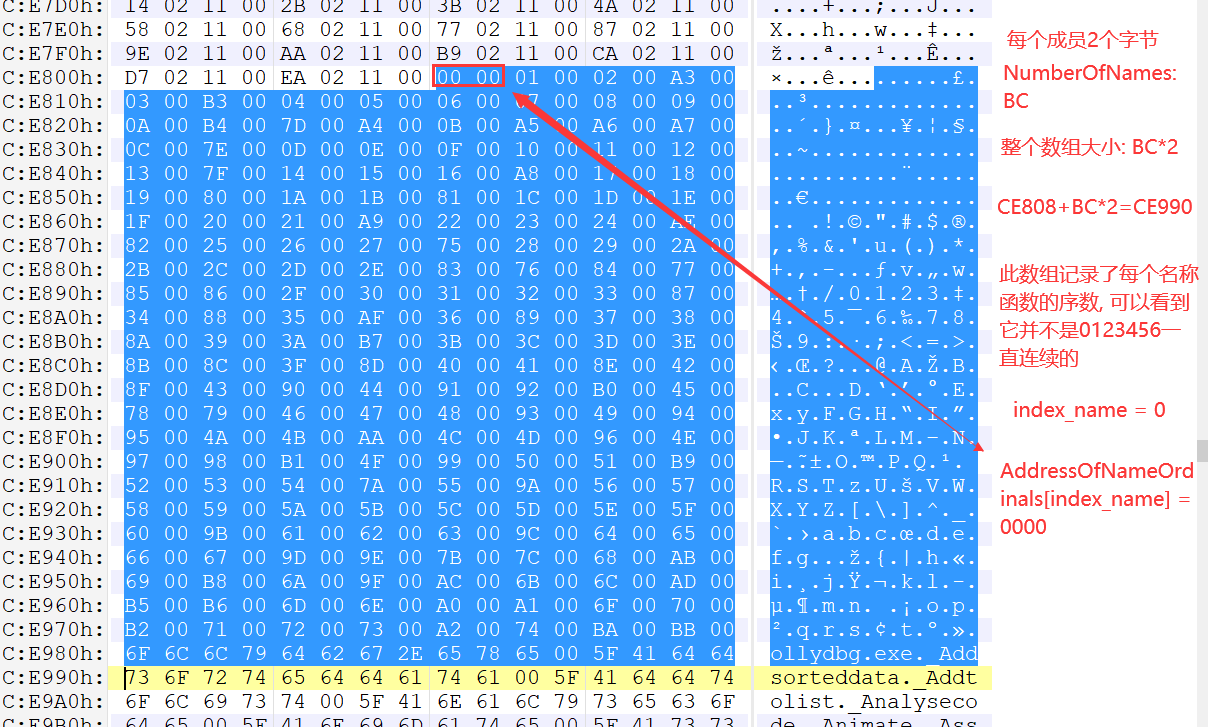 C:E7D0h: 14 02 11 00 2B 02 11 00 3B 02 11 00 4A 02 11 00 ....+...;...J...
C:E7E0h: 58 02 11 00 68 02 11 00 77 02 11 00 87 02 11 00 X...h...w...‡...
C:E7F0h: 9E 02 11 00 AA 02 11 00 B9 02 11 00 CA 02 11 00 ž...ª...¹...Ê...
C:E800h: D7 02 11 00 EA 02 11 00 00 00 01 00 02 00 A3 00 ×...ê.........£.
C:E810h: 03 00 B3 00 04 00 05 00 06 00 07 00 08 00 09 00 ..³.............
C:E820h: 0A 00 B4 00 7D 00 A4 00 0B 00 A5 00 A6 00 A7 00 ..´.}.¤...¥.¦.§.
C:E830h: 0C 00 7E 00 0D 00 0E 00 0F 00 10 00 11 00 12 00 ..~.............
C:E840h: 13 00 7F 00 14 00 15 00 16 00 A8 00 17 00 18 00 ..........¨.....
C:E850h: 19 00 80 00 1A 00 1B 00 81 00 1C 00 1D 00 1E 00 ..€.............
C:E860h: 1F 00 20 00 21 00 A9 00 22 00 23 00 24 00 AE 00 .. .!.©.".#.$.®.
C:E870h: 82 00 25 00 26 00 27 00 75 00 28 00 29 00 2A 00 ‚.%.&.'.u.(.).*.
C:E880h: 2B 00 2C 00 2D 00 2E 00 83 00 76 00 84 00 77 00 +.,.-...ƒ.v.„.w.
C:E890h: 85 00 86 00 2F 00 30 00 31 00 32 00 33 00 87 00 ….†./.0.1.2.3.‡.
C:E8A0h: 34 00 88 00 35 00 AF 00 36 00 89 00 37 00 38 00 4.ˆ.5.¯.6.‰.7.8.
C:E8B0h: 8A 00 39 00 3A 00 B7 00 3B 00 3C 00 3D 00 3E 00 Š.9.:.·.;.<.=.>.
C:E8C0h: 8B 00 8C 00 3F 00 8D 00 40 00 41 00 8E 00 42 00 ‹.Œ.?...@.A.Ž.B.
C:E8D0h: 8F 00 43 00 90 00 44 00 91 00 92 00 B0 00 45 00 ..C...D.‘.’.°.E.
C:E8E0h: 78 00 79 00 46 00 47 00 48 00 93 00 49 00 94 00 x.y.F.G.H.“.I.”.
C:E8F0h: 95 00 4A 00 4B 00 AA 00 4C 00 4D 00 96 00 4E 00 •.J.K.ª.L.M.–.N.
C:E900h: 97 00 98 00 B1 00 4F 00 99 00 50 00 51 00 B9 00 —.˜.±.O.™.P.Q.¹.
C:E910h: 52 00 53 00 54 00 7A 00 55 00 9A 00 56 00 57 00 R.S.T.z.U.š.V.W.
C:E920h: 58 00 59 00 5A 00 5B 00 5C 00 5D 00 5E 00 5F 00 X.Y.Z.[.\.].^._.
C:E930h: 60 00 9B 00 61 00 62 00 63 00 9C 00 64 00 65 00 `.›.a.b.c.œ.d.e.
C:E940h: 66 00 67 00 9D 00 9E 00 7B 00 7C 00 68 00 AB 00 f.g...ž.{.|.h.«.
C:E950h: 69 00 B8 00 6A 00 9F 00 AC 00 6B 00 6C 00 AD 00 i.¸.j.Ÿ.¬.k.l.-.
C:E960h: B5 00 B6 00 6D 00 6E 00 A0 00 A1 00 6F 00 70 00 µ.¶.m.n. .¡.o.p.
C:E970h: B2 00 71 00 72 00 73 00 A2 00 74 00 BA 00 BB 00 ².q.r.s.¢.t.º.».
C:E980h: 6F 6C 6C 79 64 62 67 2E 65 78 65 00 5F 41 64 64 ollydbg.exe._Add
C:E990h: 73 6F 72 74 65 64 64 61 74 61 00 5F 41 64 64 74 sorteddata._Addt
C:E9A0h: 6F 6C 69 73 74 00 5F 41 6E 61 6C 79 73 65 63 6F olist._Analyseco
C:E9B0h: 64 65 00 5F 41 6E 69 6D 61 74 65 00 5F 41 73 73 de._Animate._Ass
每个成员2个字节
NumberOfNames:
BC
整个数组大小: BC*2
CE808+BC*2=CE990
此数组记录了每个名称
函数的序数, 可以看到
它并不是0123456一
直连续的
index_name = 0
AddressOfNameOrd
inals[index_name] =
0000